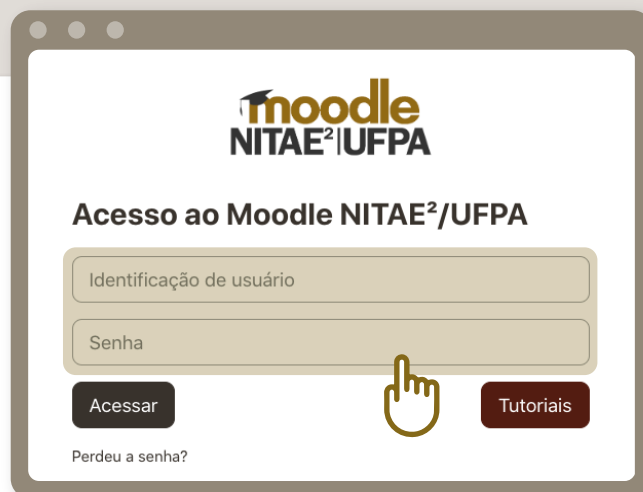 moodle
NITAE²|UFPA
Acesso ao Moodle NITAE²/UFPA
Identificação de usuário
Senha
Acessar
Tutoriais
Perdeu a senha?